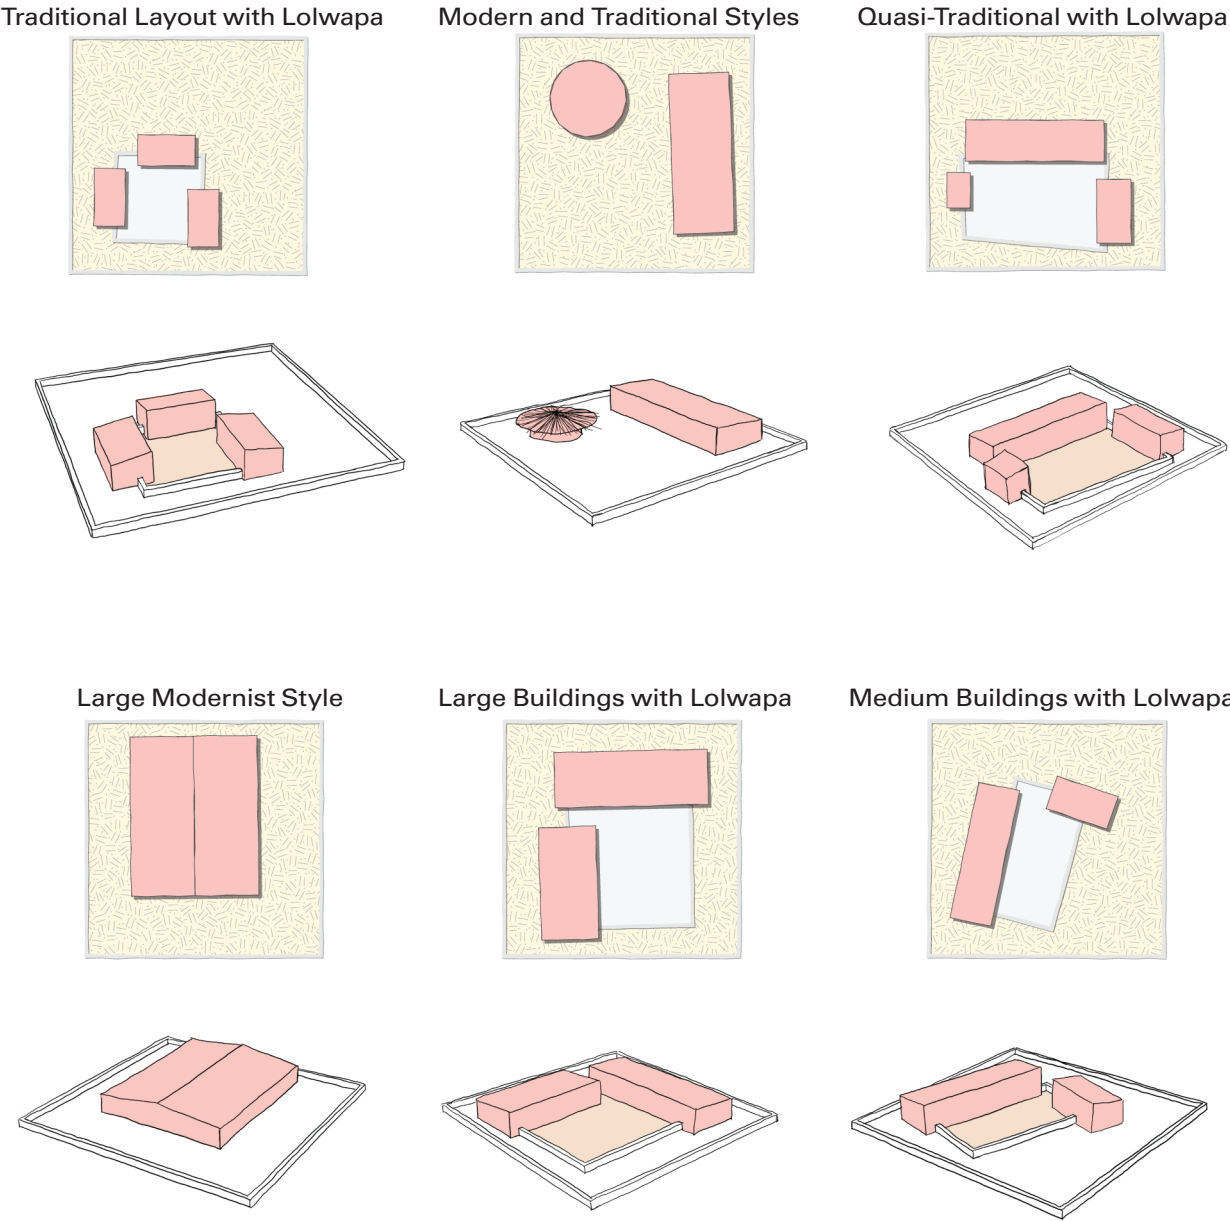 Traditional Layout with Lolwapa
Modern and Traditional Styles
Quasi-Traditional with Lolwapa
Large Modernist Style
Large Buildings with Lolwapa
Medium Buildings with Lolwapa